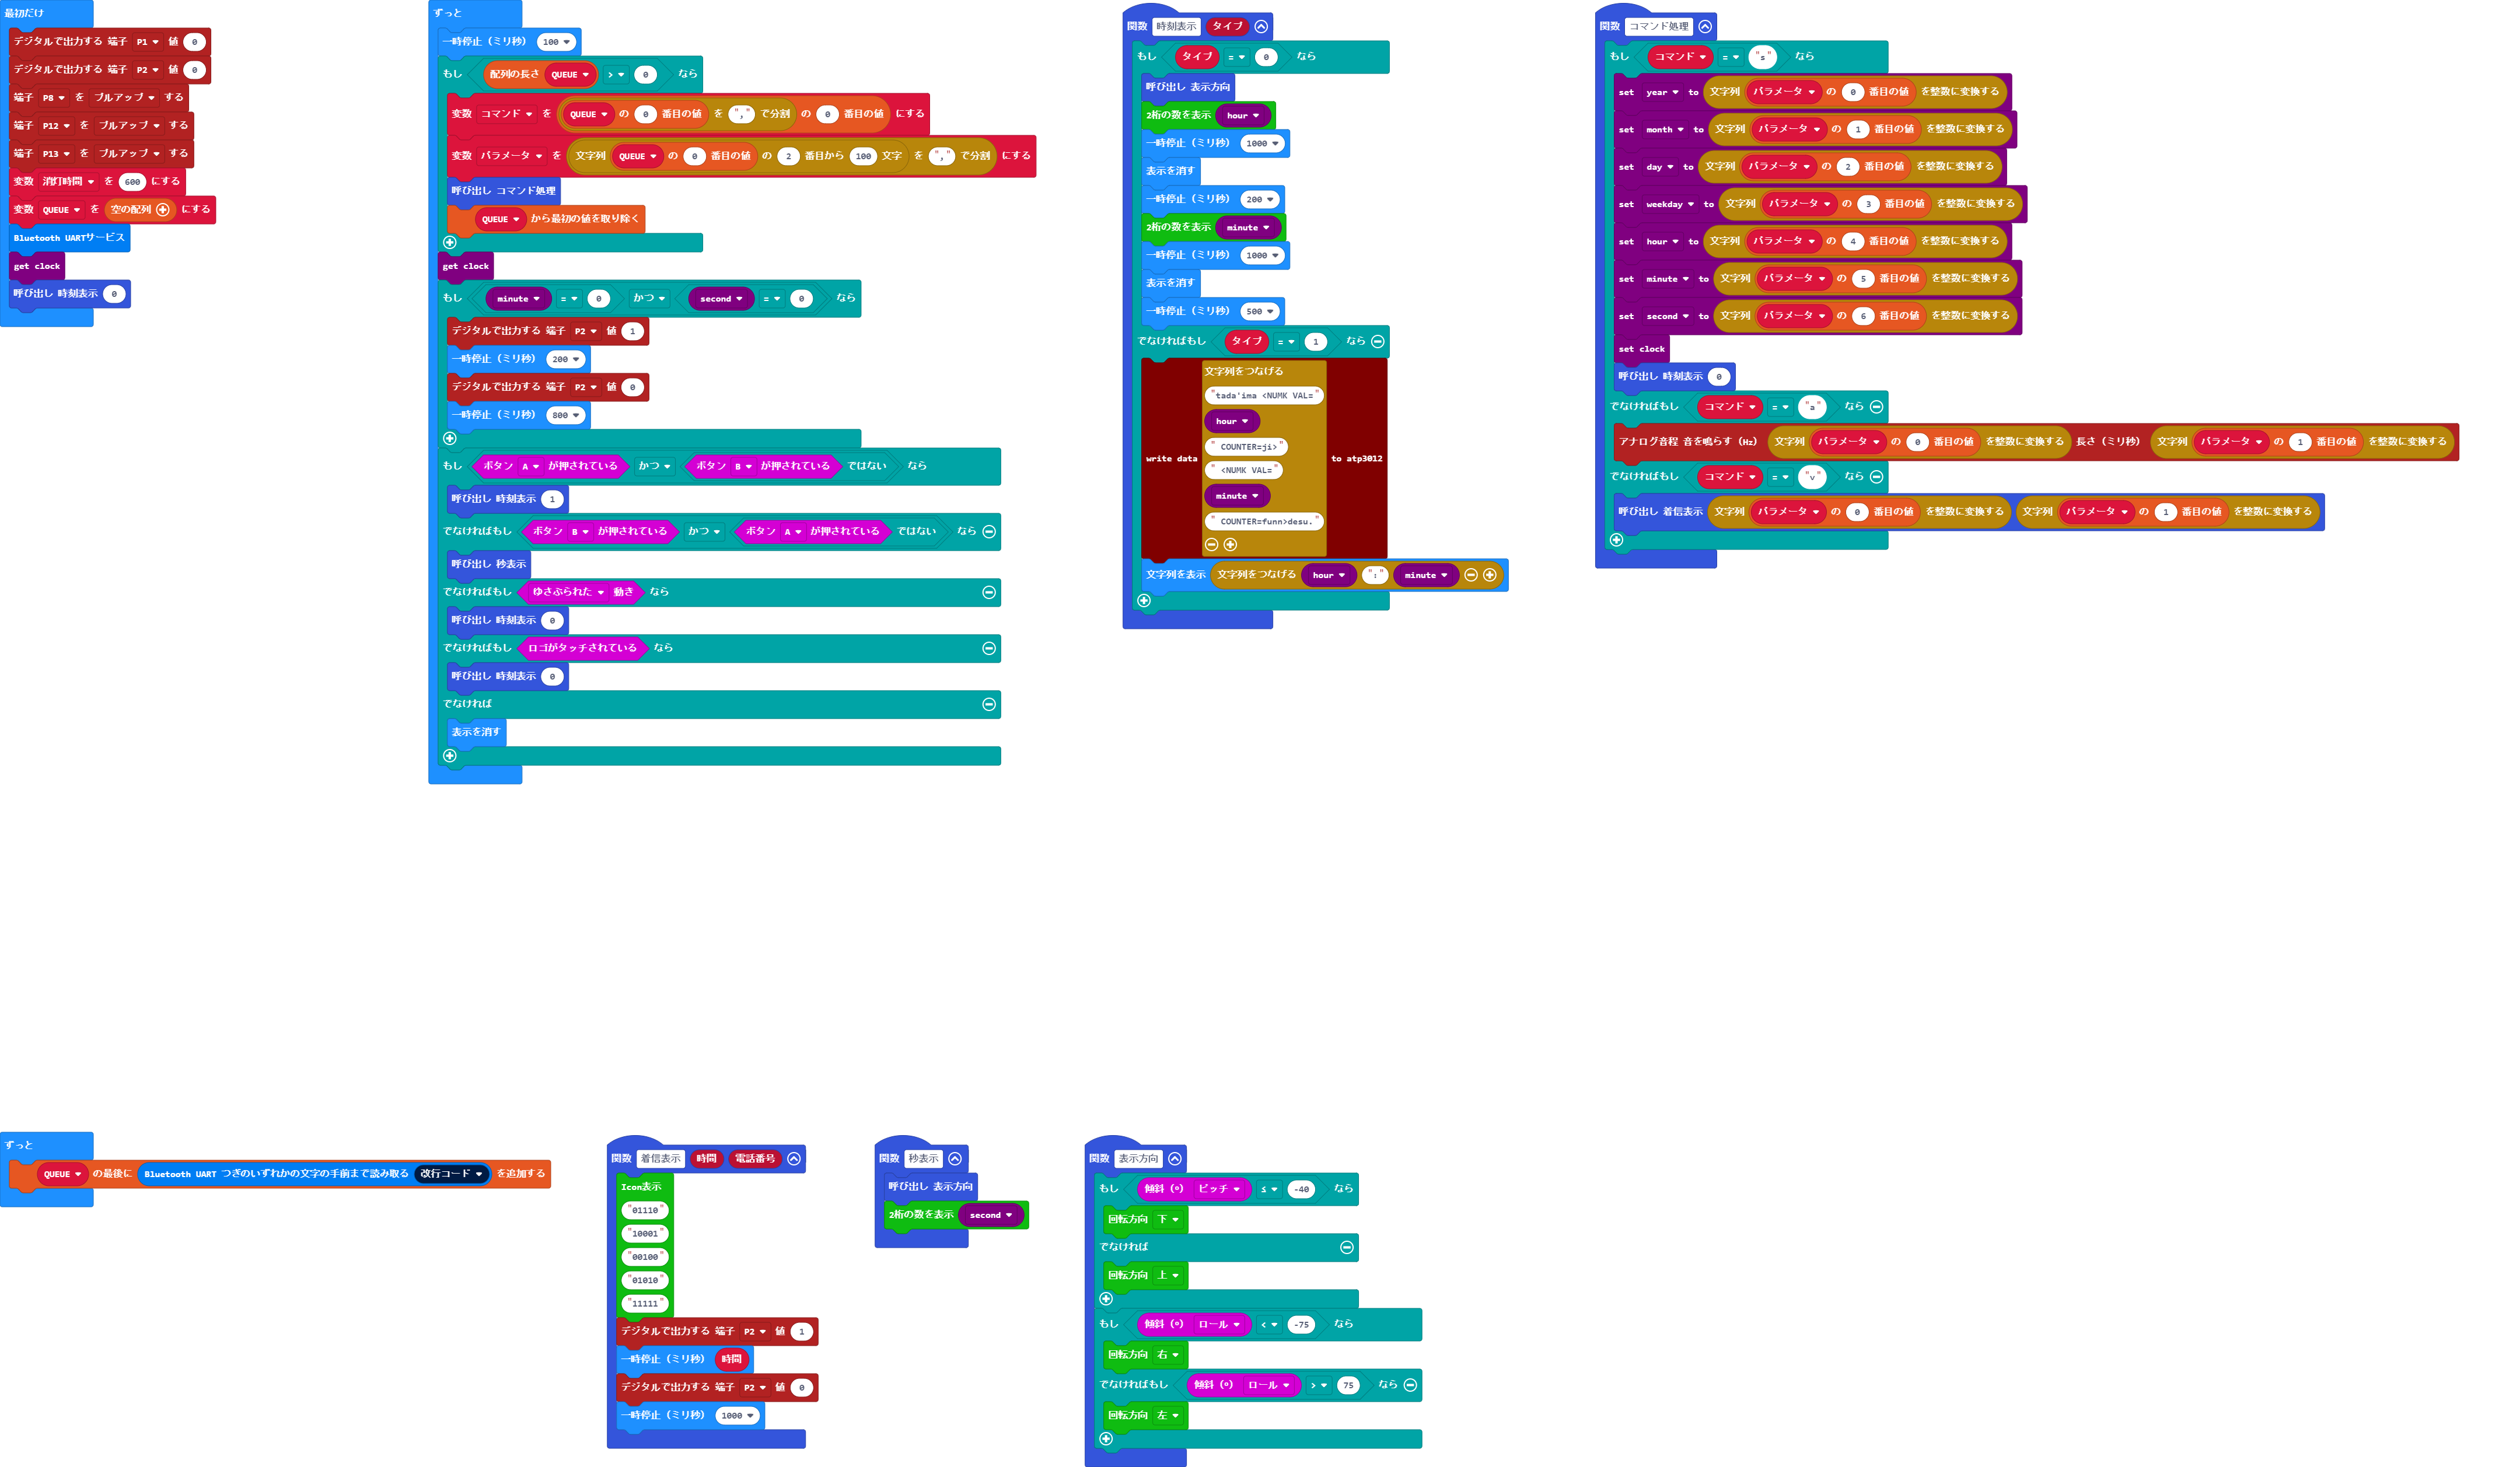 最初だけ
デジタルで出力する 端子 P1 値 0
デジタルで出力する 端子 P2 値 0
端子 P8 を プルアップ する
端子 P12 を プルアップ する
端子 P13 を プルアップ する
変数 消灯時間 を 600 にする
変数 QUEUE を 空の配列 にする
Bluetooth UARTサービス
get clock
呼び出し 時刻表示 0
ずっと
一時停止（ミリ秒） 100
もし 配列の長さ QUEUE > 0 なら
変数 コマンド を QUEUE の 0 番目の値 を "," で分割 の 0 番目の値 にする
変数 パラメータ を 文字列 QUEUE の 0 番目の値 の 2 番目から 100 文字 を "," で分割 にする
呼び出し コマンド処理
QUEUE から最初の値を取り除く
get clock
もし minute = 0 かつ second = 0 なら
デジタルで出力する 端子 P2 値 1
一時停止（ミリ秒） 200
デジタルで出力する 端子 P2 値 0
一時停止（ミリ秒） 800
もし ボタン A が押されている かつ ボタン B が押されている ではない なら
呼び出し 時刻表示 1
でなければもし ボタン B が押されている かつ ボタン A が押されている ではない なら
呼び出し 秒表示
でなければもし ゆさぶられた 動き なら
呼び出し 時刻表示 0
でなければもし ロゴがタッチされている なら
呼び出し 時刻表示 0
でなければ
表示を消す
関数 時刻表示 タイプ
もし タイプ = 0 なら
呼び出し 表示方向
2桁の数を表示 hour
一時停止（ミリ秒） 1000
表示を消す
一時停止（ミリ秒） 200
2桁の数を表示 minute
一時停止（ミリ秒） 1000
表示を消す
一時停止（ミリ秒） 500
でなければもし タイプ = 1 なら
文字列をつなげる
"tada'ima <NUMK VAL="
hour
" COUNTER=ji>"
write data " <NUMK VAL=" to atp3012
minute
" COUNTER=funn>desu."
文字列を表示 文字列をつなげる hour ":" minute
関数 コマンド処理
もし コマンド = "s" なら
set year to 文字列 パラメータ の 0 番目の値 を整数に変換する
set month to 文字列 パラメータ の 1 番目の値 を整数に変換する
set day to 文字列 パラメータ の 2 番目の値 を整数に変換する
set weekday to 文字列 パラメータ の 3 番目の値 を整数に変換する
set hour to 文字列 パラメータ の 4 番目の値 を整数に変換する
set minute to 文字列 パラメータ の 5 番目の値 を整数に変換する
set second to 文字列 パラメータ の 6 番目の値 を整数に変換する
set clock
呼び出し 時刻表示 0
でなければもし コマンド = "a" なら
アナログ音程 音を鳴らす（Hz） 文字列 パラメータ の 0 番目の値 を整数に変換する 長さ（ミリ秒） 文字列 パラメータ の 1 番目の値 を整数に変換する
でなければもし コマンド = "v" なら
呼び出し 着信表示 文字列 パラメータ の 0 番目の値 を整数に変換する 文字列 パラメータ の 1 番目の値 を整数に変換する
ずっと
QUEUE の最後に Bluetooth UART つぎのいずれかの文字の手前まで読み取る 改行コード を追加する
関数 着信表示 時間 電話番号
Icon表示
"01110"
"10001"
"00100"
"01010"
"11111"
デジタルで出力する 端子 P2 値 1
一時停止（ミリ秒） 時間
デジタルで出力する 端子 P2 値 0
一時停止（ミリ秒） 1000
関数 秒表示
呼び出し 表示方向
2桁の数を表示 second
関数 表示方向
もし 傾斜（°） ピッチ ≤ -40 なら
回転方向 下
でなければ
回転方向 上
もし 傾斜（°） ロール < -75 なら
回転方向 右
でなければもし 傾斜（°） ロール > 75 なら
回転方向 左